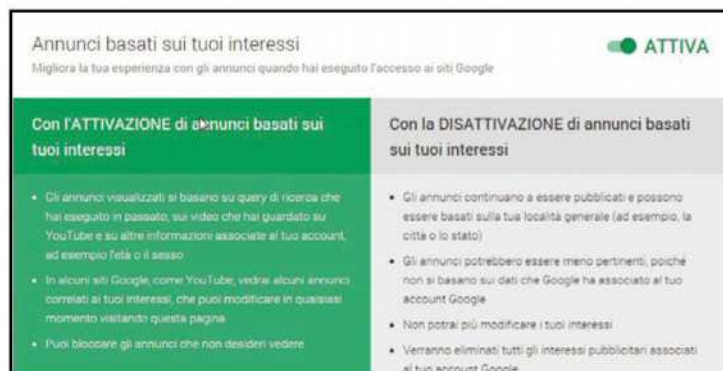 Annunci basati sui tuoi interessi
ATTIVA
Migliora la tua esperienza con gli annunci quando hai eseguito l'accesso ai siti Google
Con l'ATTIVAZIONE di annunci basati sui
tuoi interessi
• Gli annunci visualizzati si basano su query di ricerca che
hai eseguito in passato, sui video che hai guardato su
YouTube e su altre informazioni associate al tuo account,
ad esempio l'età o il sesso
• In alcuni siti Google, come YouTube, vedrai alcuni annunci
correlati ai tuoi interessi, che puoi modificare in qualsiasi
momento visitando questa pagina
• Puoi bloccare gli annunci che non desideri vedere
Con la DISATTIVAZIONE di annunci basati
sui tuoi interessi
• Gli annunci continuano a essere pubblicati e possono
essere basati sulla tua località generale (ad esempio, la
città o lo stato)
• Gli annunci potrebbero essere meno pertinenti, poiché
non si basano su dati che Google ha associato al tuo
account Google
• Non potrai più modificare i tuoi interessi
• Verranno eliminati tutti gli interessi pubblicitari associati
al tuo account Google